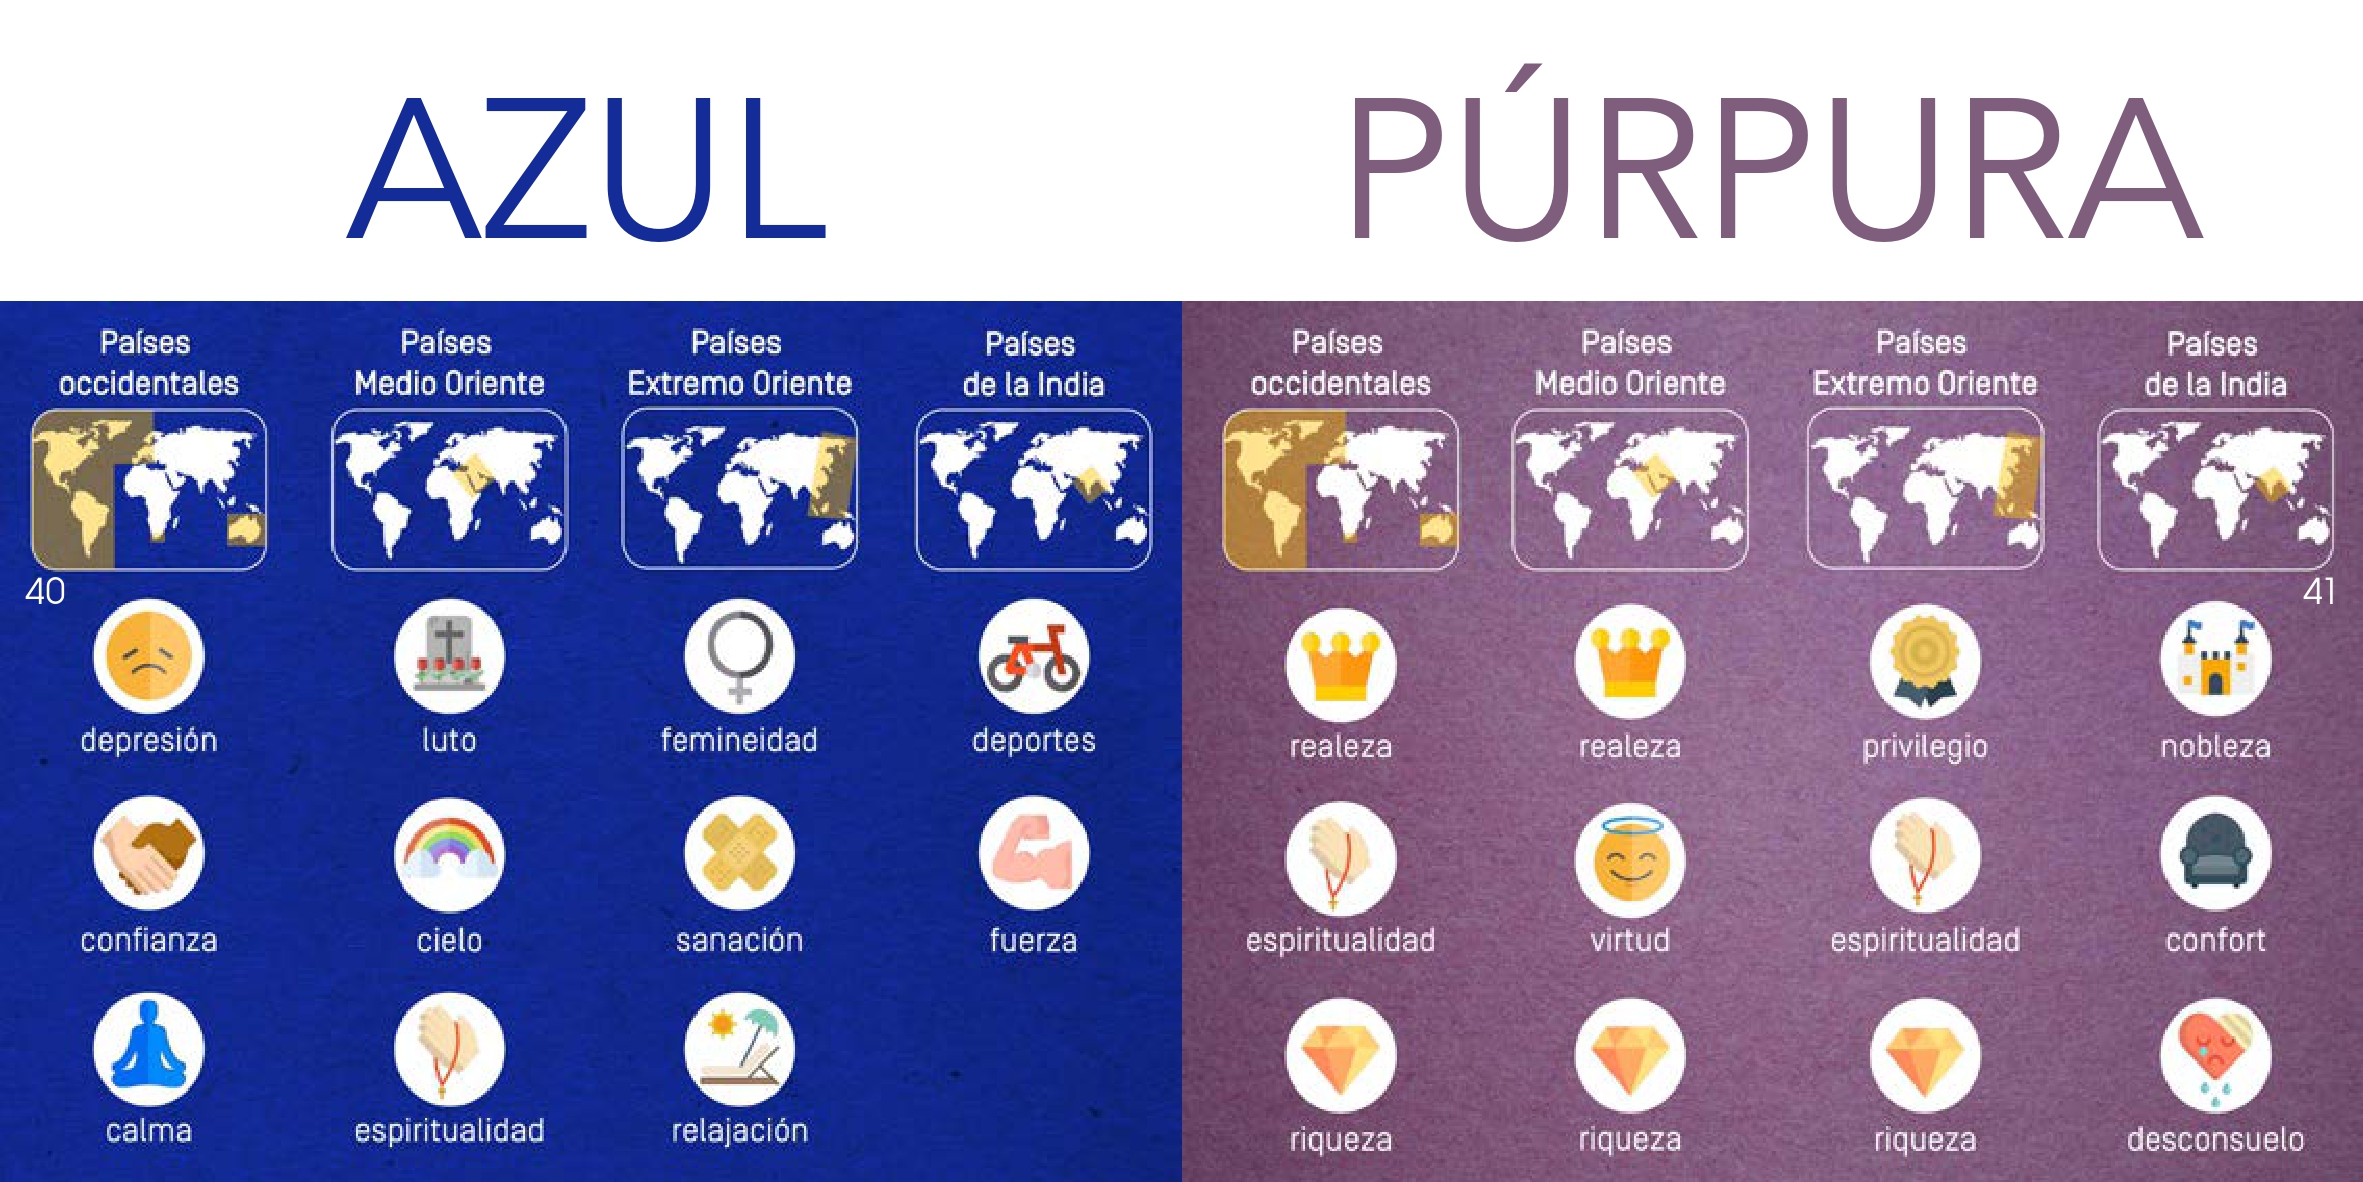 AZUL
Países
occidentales
Países
Medio Oriente
Países
Extremo Oriente
Países
de la India
40
depresión
luto
femineidad
deportes
confianza
cielo
sanación
fuerza
calma
espiritualidad
relajación
PÚRPURA
Países
occidentales
Países
Medio Oriente
Países
Extremo Oriente
Países
de la India
41
realeza
realeza
privilegio
nobleza
espiritualidad
virtud
espiritualidad
confort
riqueza
riqueza
riqueza
desconsuelo